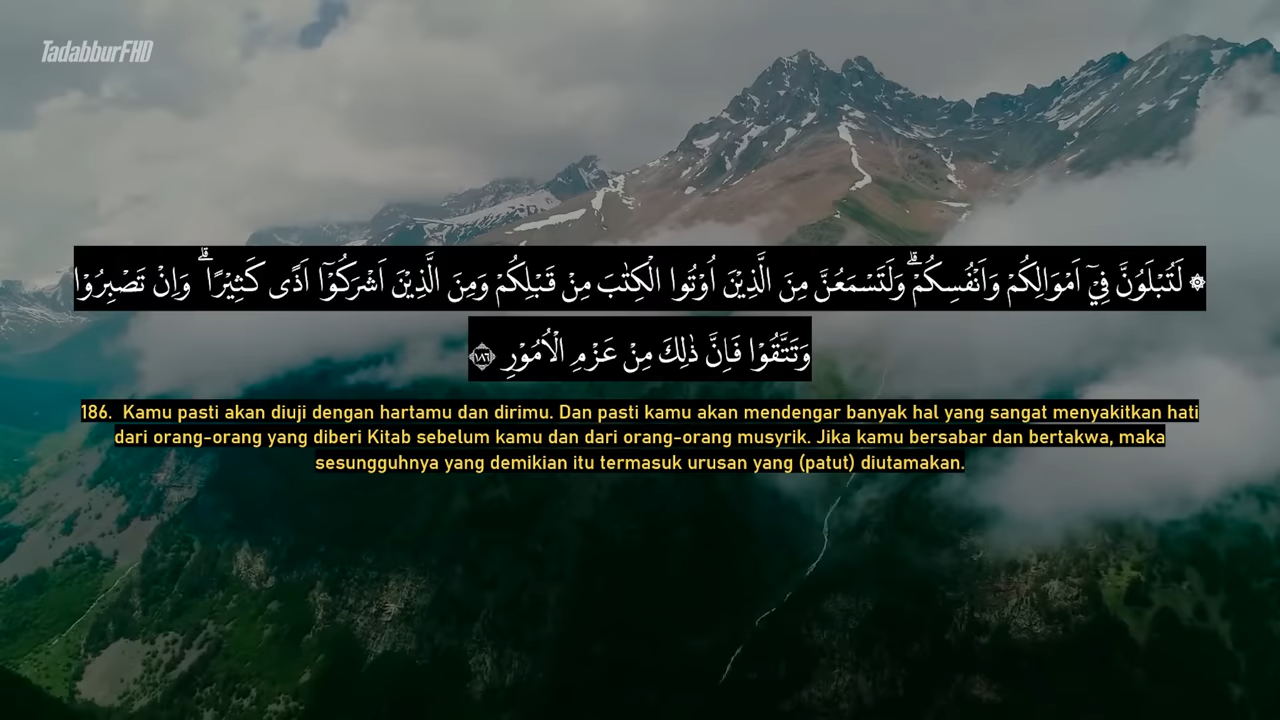 TadabburFHD
۞ لَتُبْلَوُنَّ فِيْٓ اَمْوَالِكُمْ وَاَنْفُسِكُمْۗ وَلَتَسْمَعُنَّ مِنَ الَّذِيْنَ اُوْتُوا الْكِتٰبَ مِنْ قَبْلِكُمْ وَمِنَ الَّذِيْنَ اَشْرَكُوْٓا اَذًى كَثِيْرًاۗ وَاِنْ تَصْبِرُوْا
وَتَتَّقُوْا فَاِنَّ ذٰلِكَ مِنْ عَزْمِ الْاُمُوْرِ ۝١٨٦
186. Kamu pasti akan diuji dengan hartamu dan dirimu. Dan pasti kamu akan mendengar banyak hal yang sangat menyakitkan hati
dari orang-orang yang diberi Kitab sebelum kamu dan dari orang-orang musyrik. Jika kamu bersabar dan bertakwa, maka
sesungguhnya yang demikian itu termasuk urusan yang (patut) diutamakan.